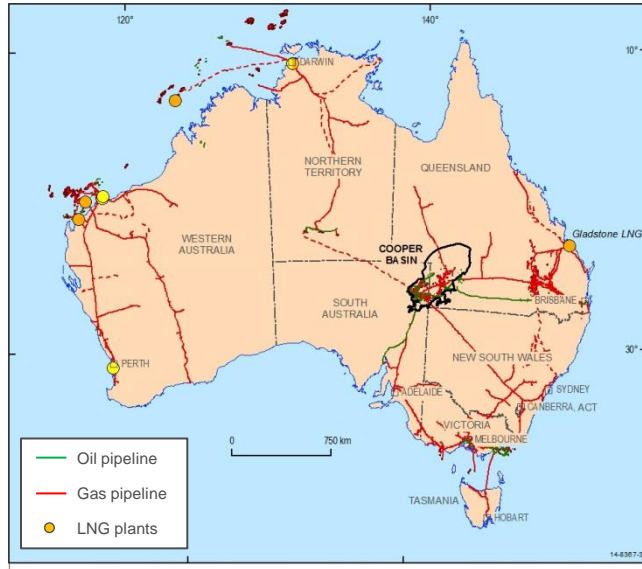 120°
140°
10°
DARWIN
NORTHERN
TERRITORY
QUEENSLAND
Gladstone LNG
WESTERN
AUSTRALIA
COOPER
BASIN
SOUTH
AUSTRALIA
BRISBANE
30°
PERTH
NEW SOUTH WALES
ADELAIDE
SYDNEY
CANBERRA, ACT
VICTORIA
MELBOURNE
0
750 km
Oil pipeline
Gas pipeline
LNG plants
TASMANIA
HOBART
14-8367-3